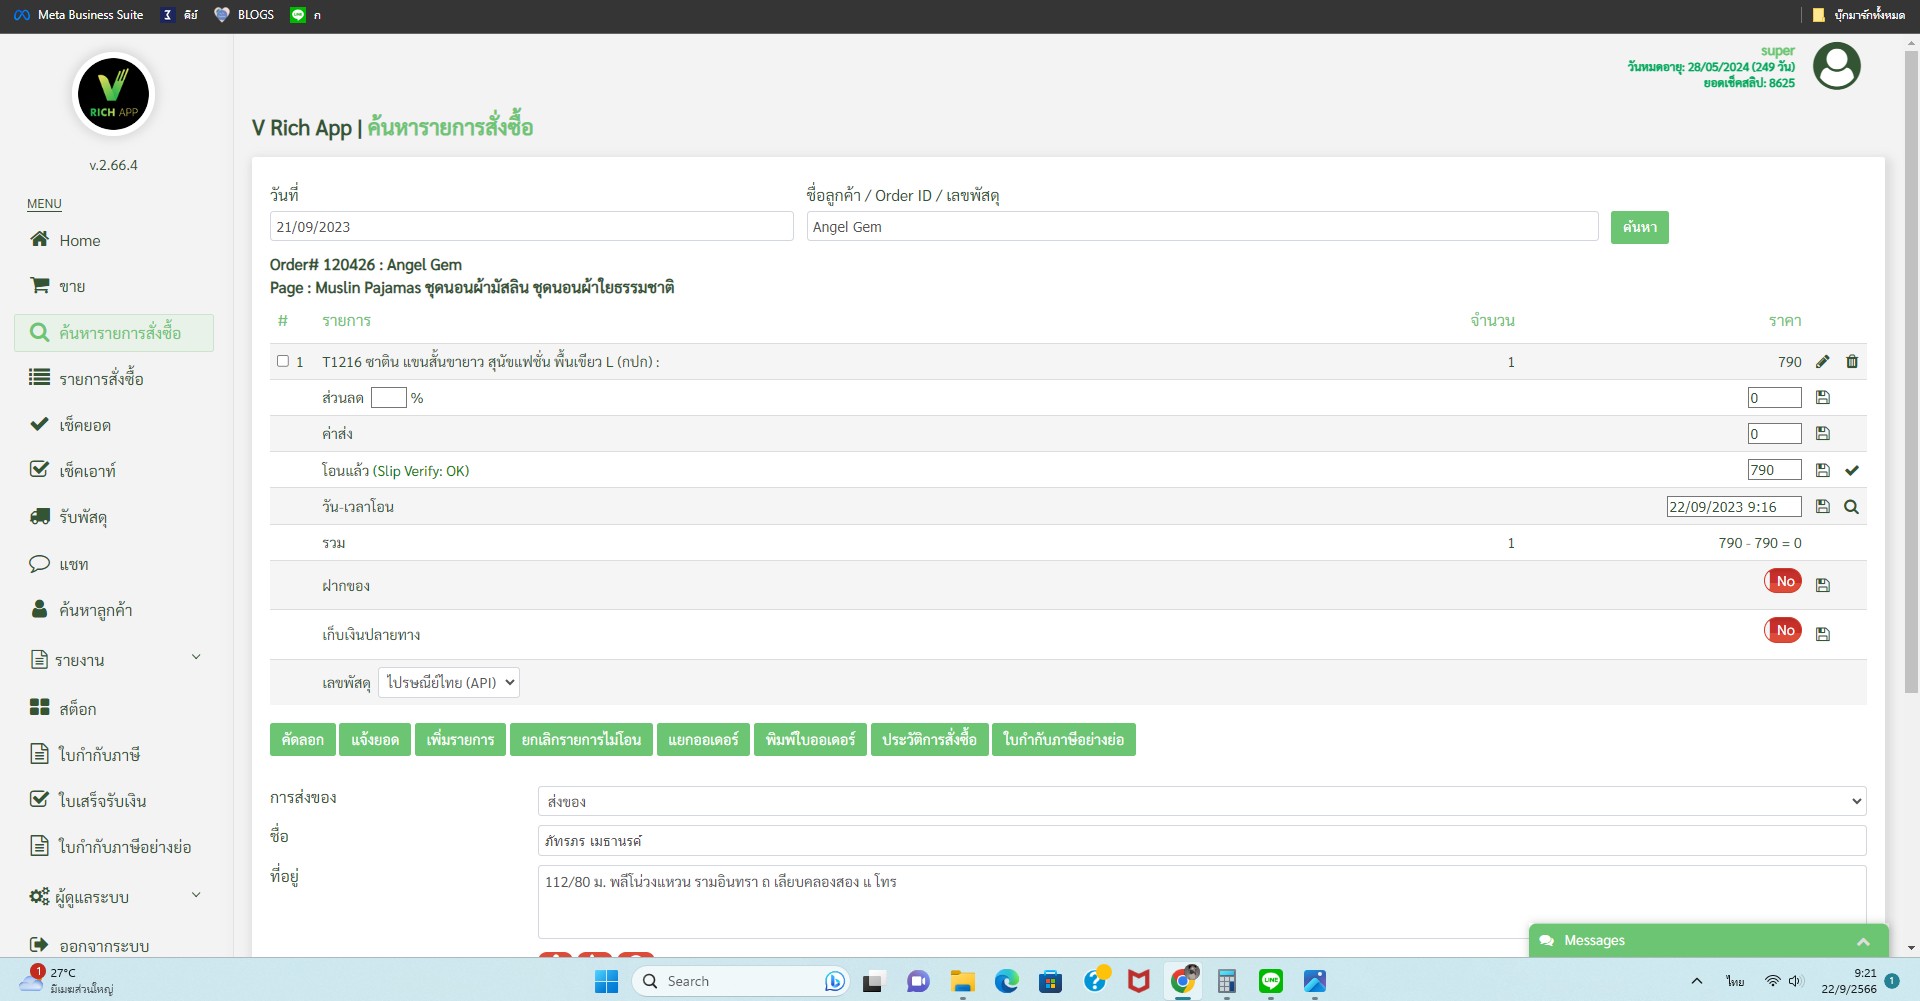 Meta Business Suite
คีย์
BLOGS
ก
บุ๊กมาร์กทั้งหมด
RICH APP
v.2.66.4
MENU
Home
ขาย
ค้นหารายการสั่งซื้อ
รายการสั่งซื้อ
เช็คยอด
เช็คเอาท์
รับพัสดุ
แชท
ค้นหาลูกค้า
รายงาน
สต็อก
ใบกำกับภาษี
ใบเสร็จรับเงิน
ใบกำกับภาษีอย่างย่อ
ผู้ดูแลระบบ
ออกจากระบบ
super
วันหมดอายุ: 28/05/2024 (249 วัน)
ยอดเช็คสลิป: 8625
V Rich App | ค้นหารายการสั่งซื้อ
วันที่
ชื่อลูกค้า / Order ID / เลขพัสดุ
21/09/2023
Angel Gem
ค้นหา
Order# 120426 : Angel Gem
Page : Muslin Pajamas ชุดนอนผ้ามัสลิน ชุดนอนผ้าใยธรรมชาติ
# รายการ จำนวน ราคา
1 T1216 ซาติน แขนสั้นขายาว สุนัขแฟชั่น พื้นเขียว L (กปก) : 1 790
ส่วนลด % 0
ค่าส่ง 0
โอนแล้ว (Slip Verify: OK) 790
วัน-เวลาโอน 22/09/2023 9:16
รวม 1 790 - 790 = 0
ฝากของ No
เก็บเงินปลายทาง No
เลขพัสดุ ไปรษณีย์ไทย (API)
คัดลอก แจ้งยอด เพิ่มรายการ ยกเลิกรายการไม่โอน แยกออเดอร์ พิมพ์ใบออเดอร์ ประวัติการสั่งซื้อ ใบกำกับภาษีอย่างย่อ
การส่งของ
ส่งของ
ชื่อ
ภัทรภร เมธานรค์
ที่อยู่
112/80 ม. พลีโน่วงแหวน รามอินทรา ถ เลียบคลองสอง แ โทร
Messages
1
27°C
มีเมฆส่วนใหญ่
Search
ไทย
9:21
22/9/2566
1